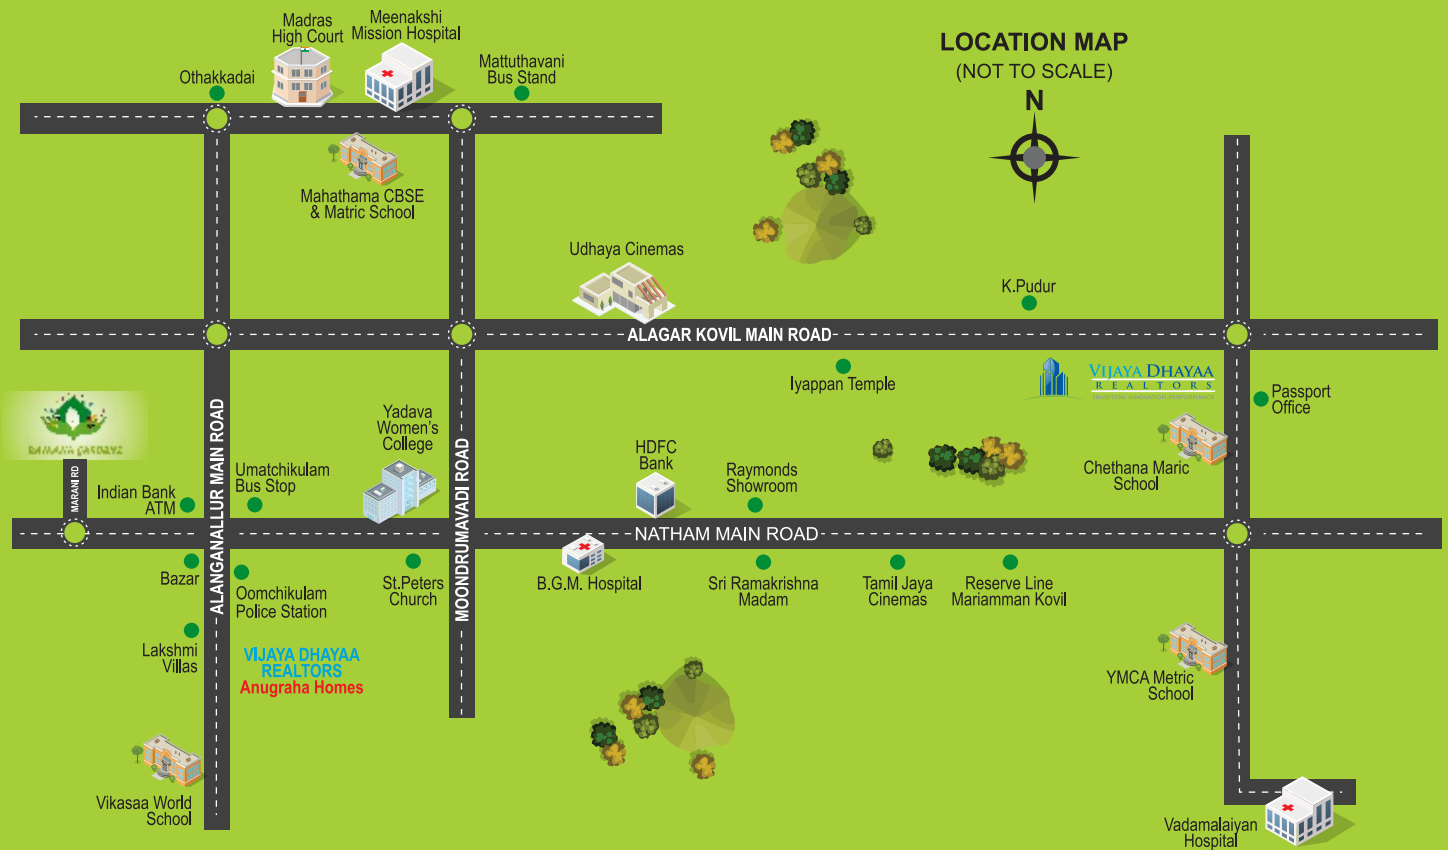 Madras
High Court
Meenakshi
Mission Hospital
Othakkadai
Mattuthavani
Bus Stand
LOCATION MAP
(NOT TO SCALE)
N
Mahathama CBSE
& Matric School
Udhaya Cinemas
K.Pudur
ALAGAR KOVIL MAIN ROAD
Iyappan Temple
VIJAYA DHAYAA
REALTORS
TRADITION. INNOVATION. PERFORMANCE
Passport
Office
ALANGANALLUR MAIN ROAD
Yadava
Women's
College
MOONDRUMAVADI ROAD
HDFC
Bank
Raymonds
Showroom
Chethana Maric
School
MARANI RD
Indian Bank
ATM
Umatchikulam
Bus Stop
NATHAM MAIN ROAD
Bazar
Oomchikulam
Police Station
St.Peters
Church
B.G.M. Hospital
Sri Ramakrishna
Madam
Tamil Jaya
Cinemas
Reserve Line
Mariamman Kovil
Lakshmi
Villas
VIJAYA DHAYAA
REALTORS
Anugraha Homes
YMCA Metric
School
Vikasaa World
School
Vadamalaiyan
Hospital